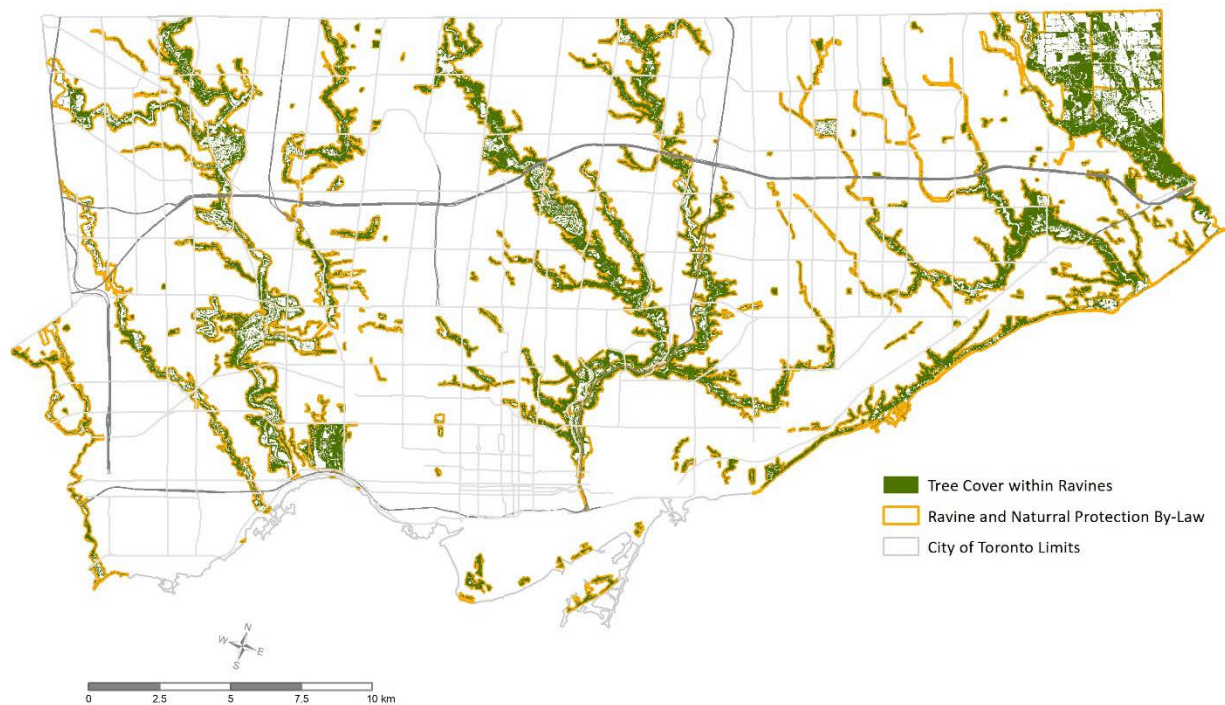 Tree Cover within Ravines
Ravine and Naturral Protection By-Law
City of Toronto Limits
N
W
E
S
0 2.5 5 7.5 10 km